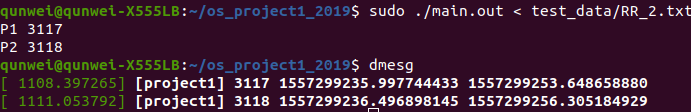 qunwei@qunwei-X555LB:~/os_project1_2019$ sudo ./main.out < test_data/RR_2.txt
P1 3117
P2 3118
qunwei@qunwei-X555LB:~/os_project1_2019$ dmesg
[ 1108.397265] [project1] 3117 1557299235.997744433 1557299253.648658880
[ 1111.053792] [project1] 3118 1557299236.496898145 1557299256.305184929